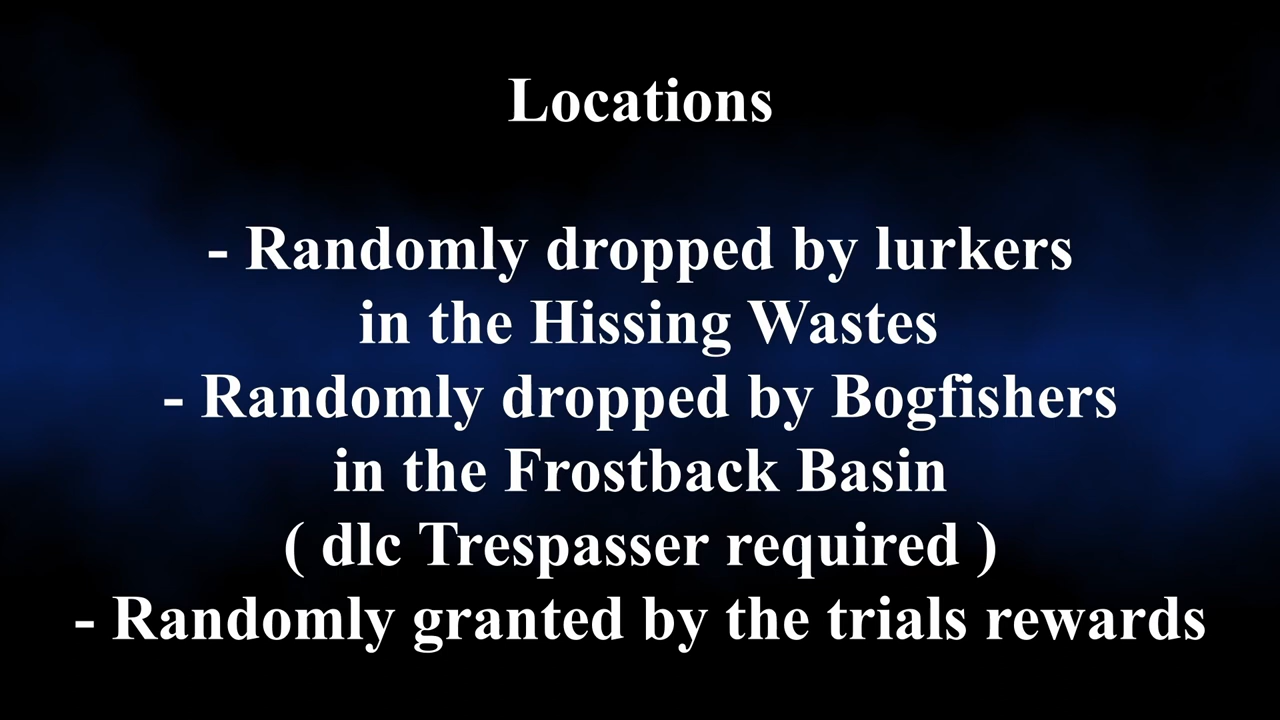 Locations
- Randomly dropped by lurkers
in the Hissing Wastes
- Randomly dropped by Bogfishers
in the Frostback Basin
( dlc Trespasser required )
- Randomly granted by the trials rewards